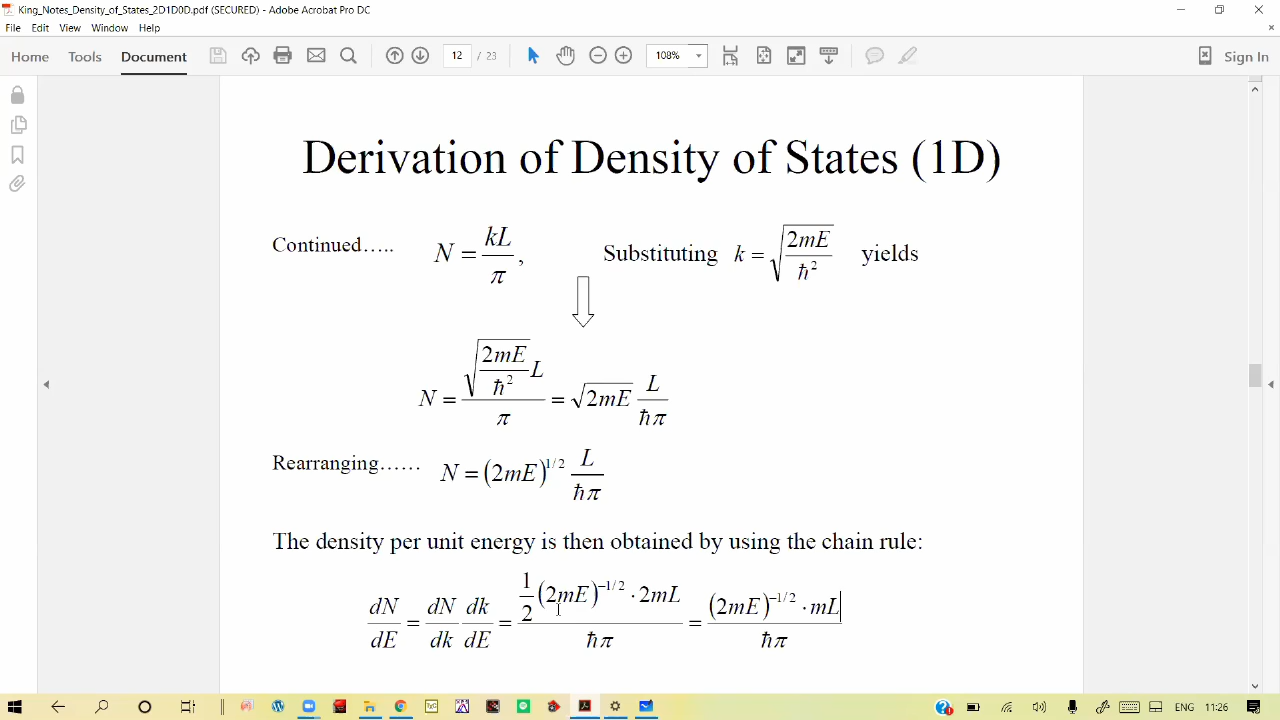 King_Notes_Density_of_States_2D1D0D.pdf (SECURED) - Adobe Acrobat Pro DC
File Edit View Window Help
Home Tools Document 12 / 23 108% Sign In
Derivation of Density of States (1D)
Continued….. N = kL/π, Substituting k = √(2mE/ħ²) yields
N = √(2mE/ħ²) L / π = √2mE L/ħπ
Rearranging…… N = (2mE)^1/2 L/ħπ
The density per unit energy is then obtained by using the chain rule:
dN/dE = dN/dk dk/dE = 1/2 (2mE)^−1/2 · 2mL / ħπ = (2mE)^−1/2 · mL / ħπ
ENG 11:26